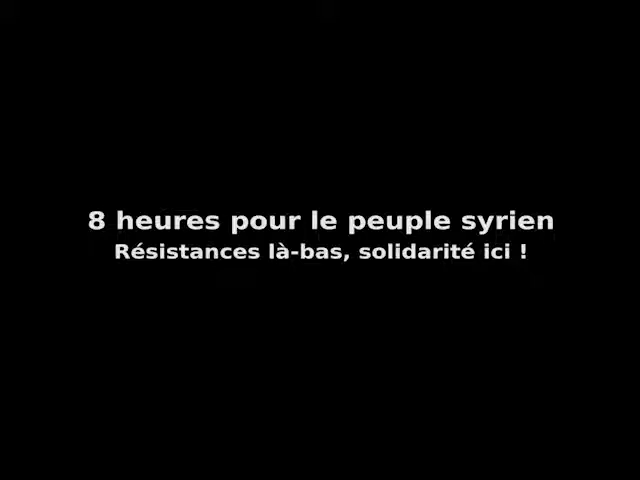 8 heures pour le peuple syrien
Résistances là-bas, solidarité ici !